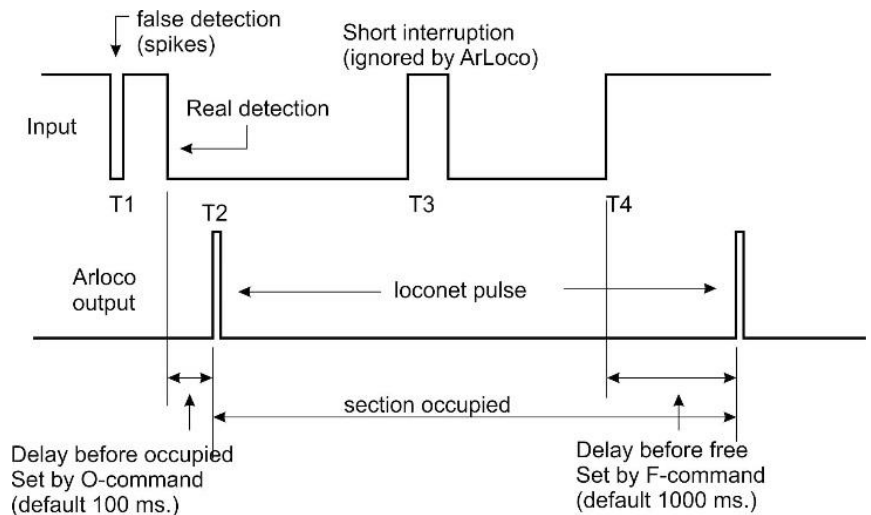 false detection
(spikes)
Short interruption
(ignored by ArLoco)
Real detection
Input
T1
T2
T3
T4
Arloco
output
loconet pulse
section occupied
Delay before occupied
Set by O-command
(default 100 ms.)
Delay before free
Set by F-command
(default 1000 ms.)